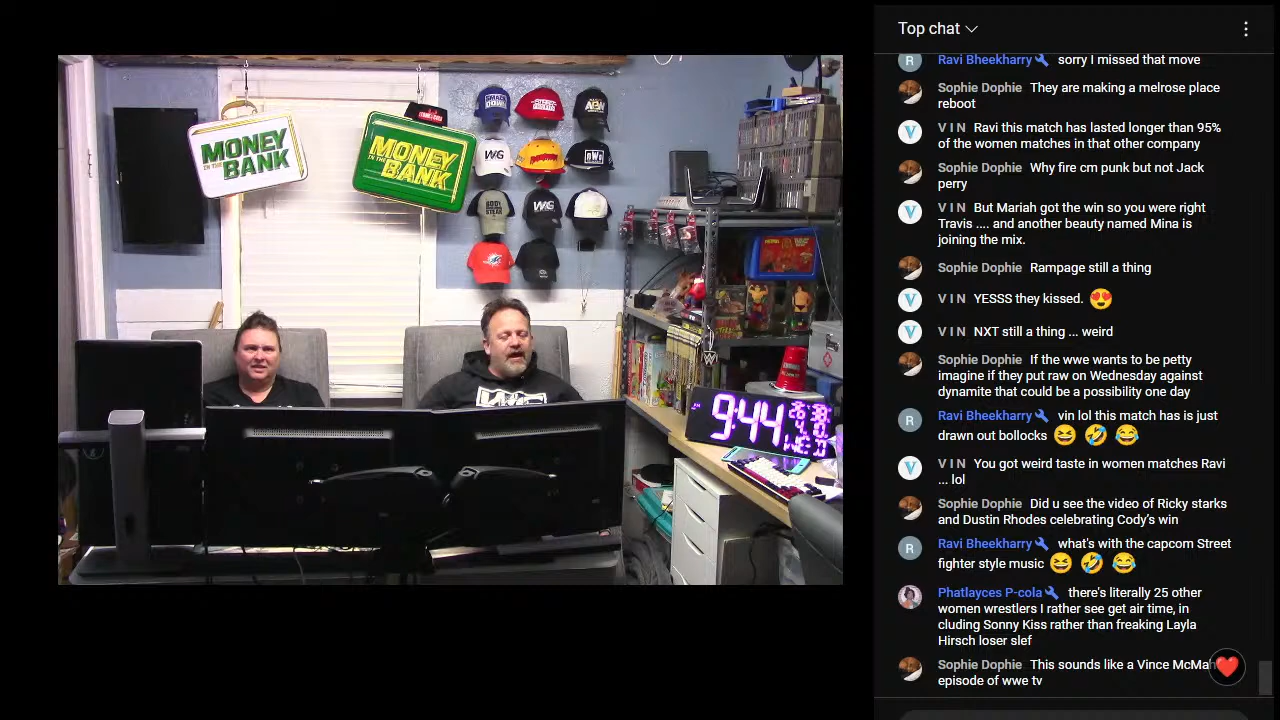 Top chat
Ravi Bheekharry sorry I missed that move
Sophie Dophie They are making a melrose place
reboot
V I N Ravi this match has lasted longer than 95%
of the women matches in that other company
Sophie Dophie Why fire cm punk but not Jack
perry
V I N But Mariah got the win so you were right
Travis .... and another beauty named Mina is
joining the mix.
Sophie Dophie Rampage still a thing
V I N YESSS they kissed. 😍
V I N NXT still a thing ... weird
Sophie Dophie If the wwe wants to be petty
imagine if they put raw on Wednesday against
dynamite that could be a possibility one day
Ravi Bheekharry vin lol this match has is just
drawn out bollocks 😆 🤣 😂
V I N You got weird taste in women matches Ravi
... lol
Sophie Dophie Did u see the video of Ricky starks
and Dustin Rhodes celebrating Cody's win
Ravi Bheekharry what's with the capcom Street
fighter style music 😆 🤣 😂
Phatlayces P-cola there's literally 25 other
women wrestlers I rather see get air time, in
cluding Sonny Kiss rather than freaking Layla
Hirsch loser slef
Sophie Dophie This sounds like a Vince McMah
episode of wwe tv
MONEY
IN THE BANK
MONEY
IN THE BANK
AEW
nWo
9:44